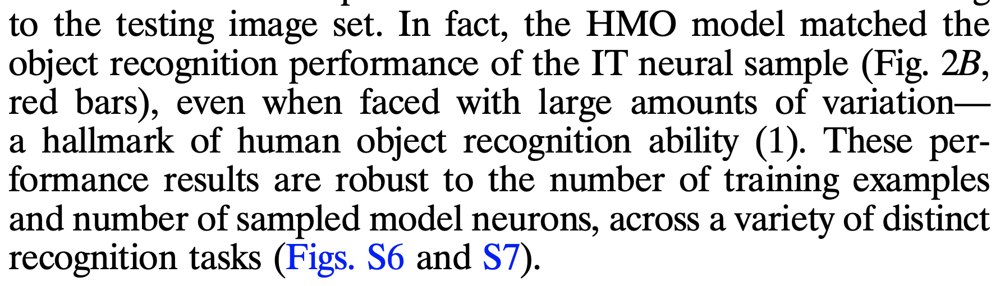 to the testing image set. In fact, the HMO model matched the
object recognition performance of the IT neural sample (Fig. 2B,
red bars), even when faced with large amounts of variation—
a hallmark of human object recognition ability (1). These per-
formance results are robust to the number of training examples
and number of sampled model neurons, across a variety of distinct
recognition tasks (Figs. S6 and S7).